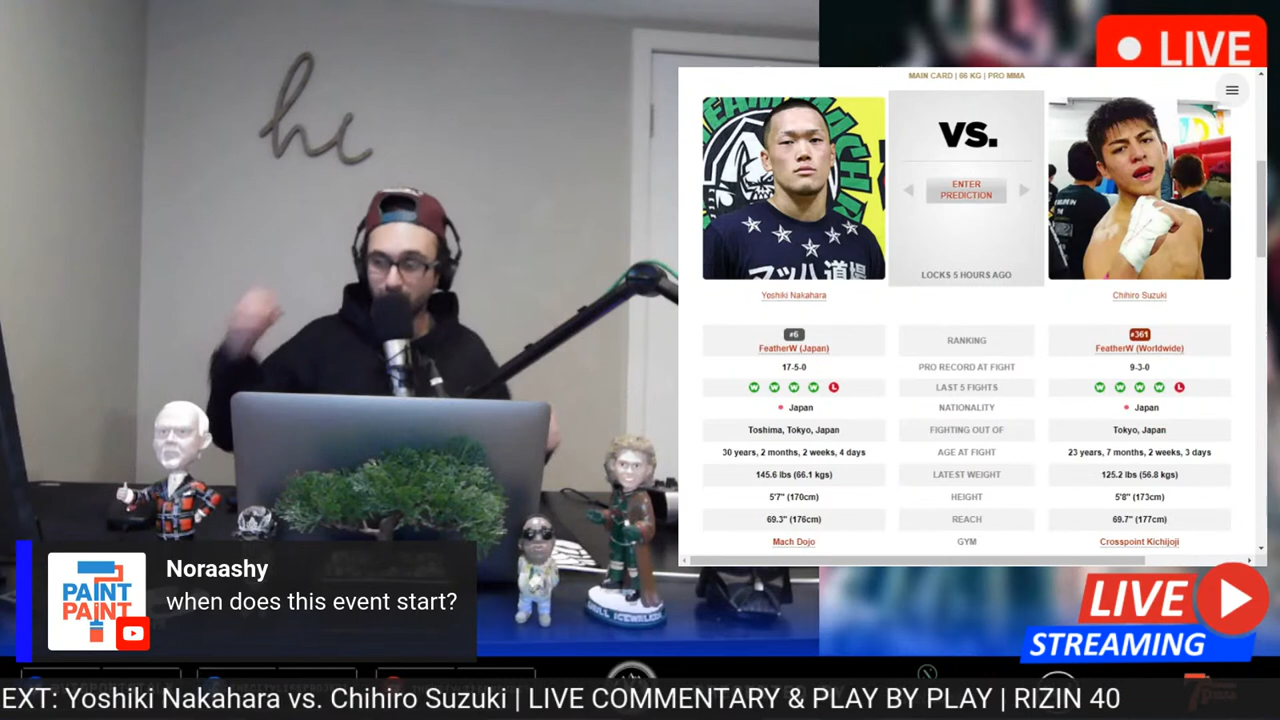 hi
LIVE
MAIN CARD | 66 KG | PRO MMA
VS.
ENTER
PREDICTION
LOCKS 5 HOURS AGO
マッハ道場
Yoshiki Nakahara
Chihiro Suzuki
#6
RANKING
#361
FeatherW (Japan)
FeatherW (Worldwide)
17-5-0
PRO RECORD AT FIGHT
9-3-0
W W W W L
LAST 5 FIGHTS
W W W W L
Japan
NATIONALITY
Japan
Toshima, Tokyo, Japan
FIGHTING OUT OF
Tokyo, Japan
30 years, 2 months, 2 weeks, 4 days
AGE AT FIGHT
23 years, 7 months, 2 weeks, 3 days
145.6 lbs (66.1 kgs)
LATEST WEIGHT
125.2 lbs (56.8 kgs)
5'7" (170cm)
HEIGHT
5'8" (173cm)
69.3" (176cm)
REACH
69.7" (177cm)
Mach Dojo
GYM
Crosspoint Kichijoji
PAINT
PAINT
Noraashy
when does this event start?
LIVE
STREAMING
EXT: Yoshiki Nakahara vs. Chihiro Suzuki | LIVE COMMENTARY & PLAY BY PLAY | RIZIN 40